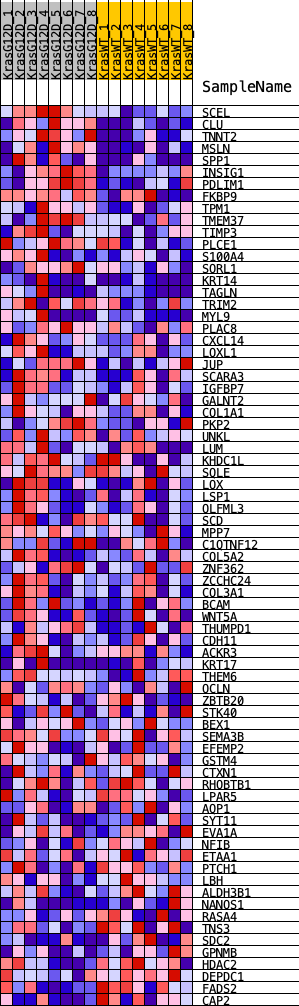 KrasG12D_1
KrasG12D_2
KrasG12D_3
KrasG12D_4
KrasG12D_5
KrasG12D_6
KrasG12D_7
KrasG12D_8
KrasWT_1
KrasWT_2
KrasWT_3
KrasWT_4
KrasWT_5
KrasWT_6
KrasWT_7
KrasWT_8
SampleName
SCEL
CLU
TNNT2
MSLN
SPP1
INSIG1
PDLIM1
FKBP9
TPM1
TMEM37
TIMP3
PLCE1
S100A4
SORL1
KRT14
TAGLN
TRIM2
MYL9
PLAC8
CXCL14
LOXL1
JUP
SCARA3
IGFBP7
GALNT2
COL1A1
PKP2
UNKL
LUM
KHDC1L
SQLE
LOX
LSP1
OLFML3
SCD
MPP7
C1QTNF12
COL5A2
ZNF362
ZCCHC24
COL3A1
BCAM
WNT5A
THUMPD1
CDH11
ACKR3
KRT17
THEM6
OCLN
ZBTB20
STK40
BEX1
SEMA3B
EFEMP2
GSTM4
CTXN1
RHOBTB1
LPAR5
AQP1
SYT11
EVA1A
NFIB
ETAA1
PTCH1
LBH
ALDH3B1
NANOS1
RASA4
TNS3
SDC2
GPNMB
HDAC2
DEPDC1
FADS2
CAP2